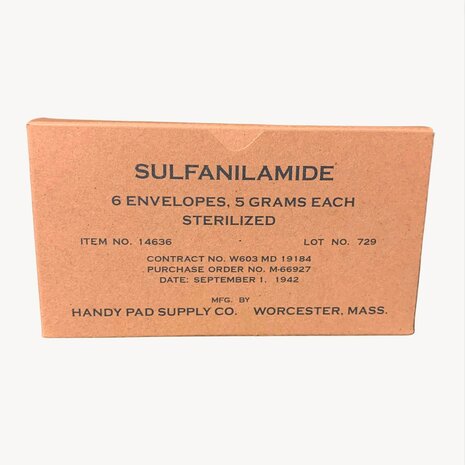 SULFANILAMIDE
6 ENVELOPES, 5 GRAMS EACH
STERILIZED
ITEM NO. 14636 LOT NO. 729
CONTRACT NO. W603 MD 19184
PURCHASE ORDER NO. M-66927
DATE: SEPTEMBER 1, 1942
MFG. BY
HANDY PAD SUPPLY CO. WORCESTER, MASS.